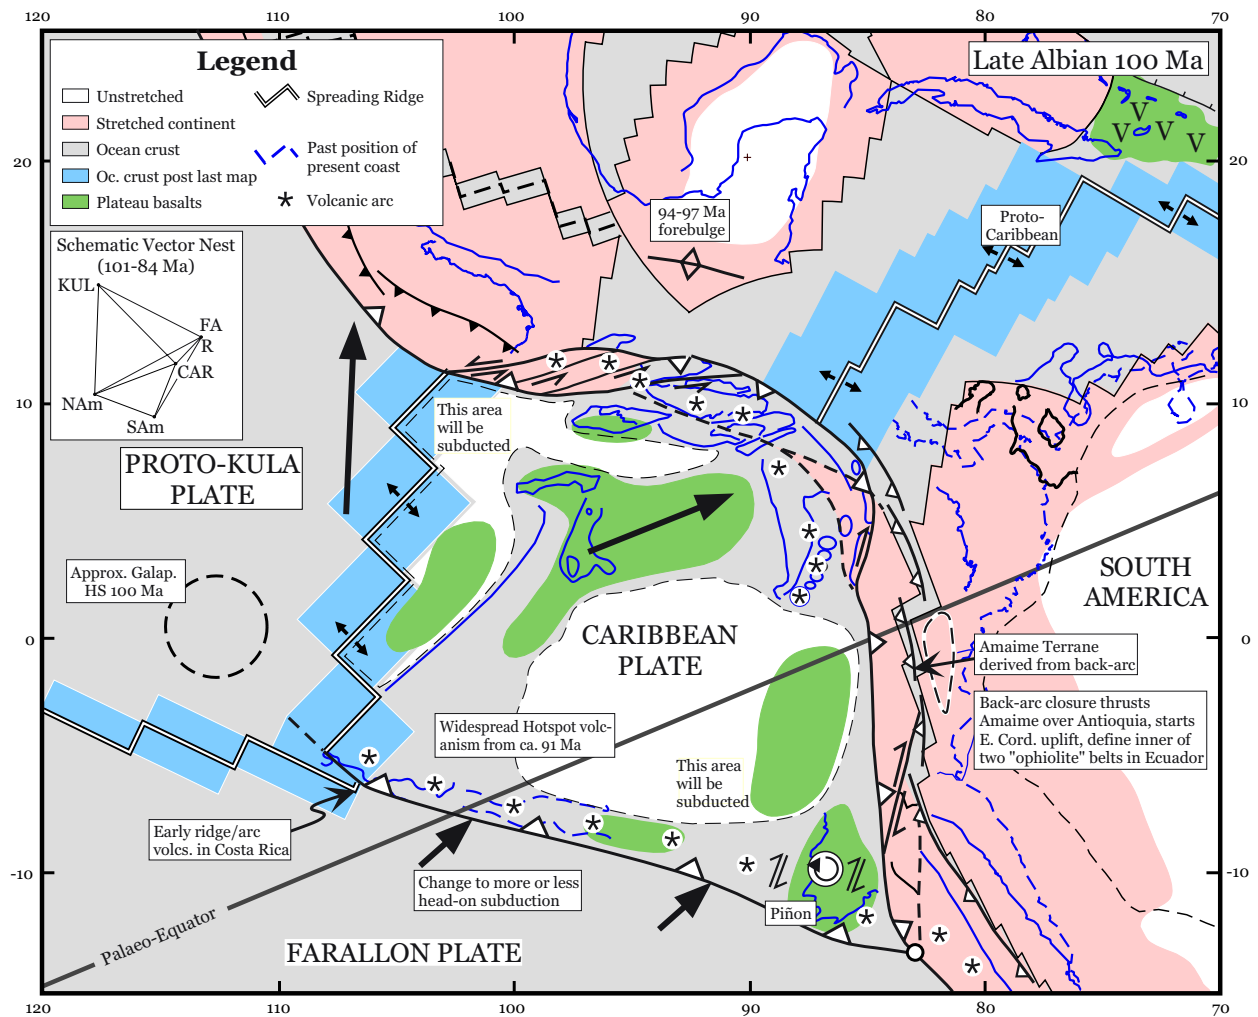 120
110
100
90
80
70
Legend
Unstretched
Stretched continent
Ocean crust
Oc. crust post last map
Plateau basalts
Spreading Ridge
Past position of
present coast
Volcanic arc
Late Albian 100 Ma
V
V
V
V
20
20
Schematic Vector Nest
(101-84 Ma)
KUL
FA
R
CAR
NAm
SAm
94-97 Ma
forebulge
Proto-
Caribbean
10
10
This area
will be
subducted
PROTO-KULA
PLATE
Approx. Galap.
HS 100 Ma
SOUTH
AMERICA
0
0
CARIBBEAN
PLATE
Amaime Terrane
derived from back-arc
Back-arc closure thrusts
Amaime over Antioquia, starts
E. Cord. uplift, define inner of
two "ophiolite" belts in Ecuador
Widespread Hotspot volc-
anism from ca. 91 Ma
This area
will be
subducted
Early ridge/arc
volcs. in Costa Rica
-10
-10
Change to more or less
head-on subduction
Piñon
Palaeo-Equator
FARALLON PLATE
120
110
100
90
80
70